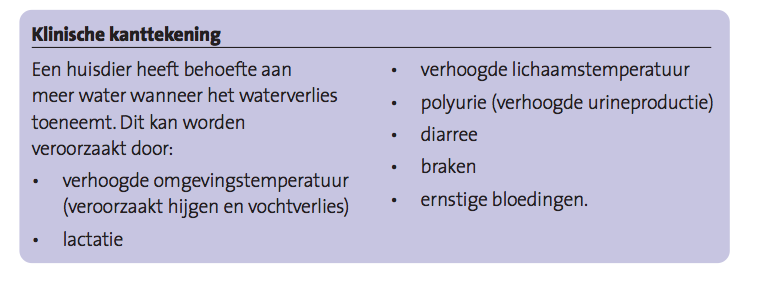 Klinische kanttekening
Een huisdier heeft behoefte aan
meer water wanneer het waterverlies
toeneemt. Dit kan worden
veroorzaakt door:
• verhoogde omgevingstemperatuur
(veroorzaakt hijgen en vochtverlies)
• lactatie
• verhoogde lichaamstemperatuur
• polyurie (verhoogde urineproductie)
• diarree
• braken
• ernstige bloedingen.